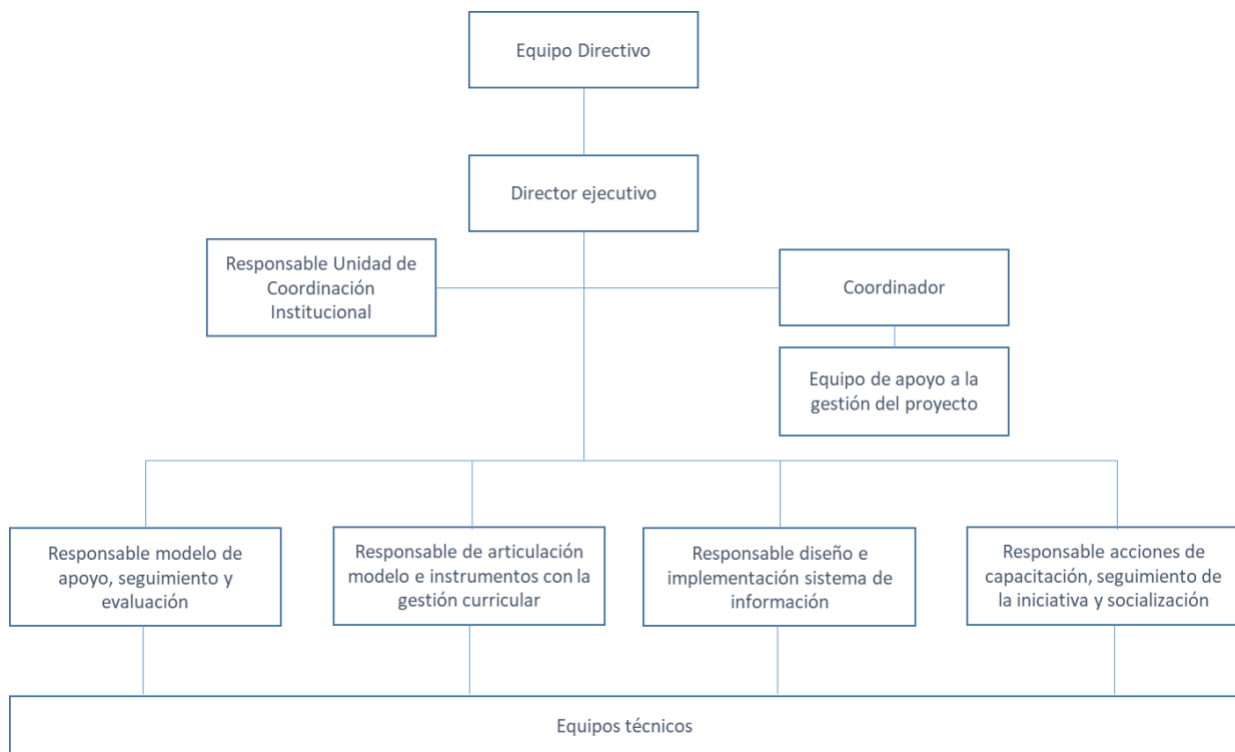 Equipo Directivo
Director ejecutivo
Responsable Unidad de
Coordinación
Institucional
Coordinador
Equipo de apoyo a la
gestión del proyecto
Responsable modelo de
apoyo, seguimiento y
evaluación
Responsable de articulación
modelo e instrumentos con la
gestión curricular
Responsable diseño e
implementación sistema de
información
Responsable acciones de
capacitación, seguimiento de
la iniciativa y socialización
Equipos técnicos